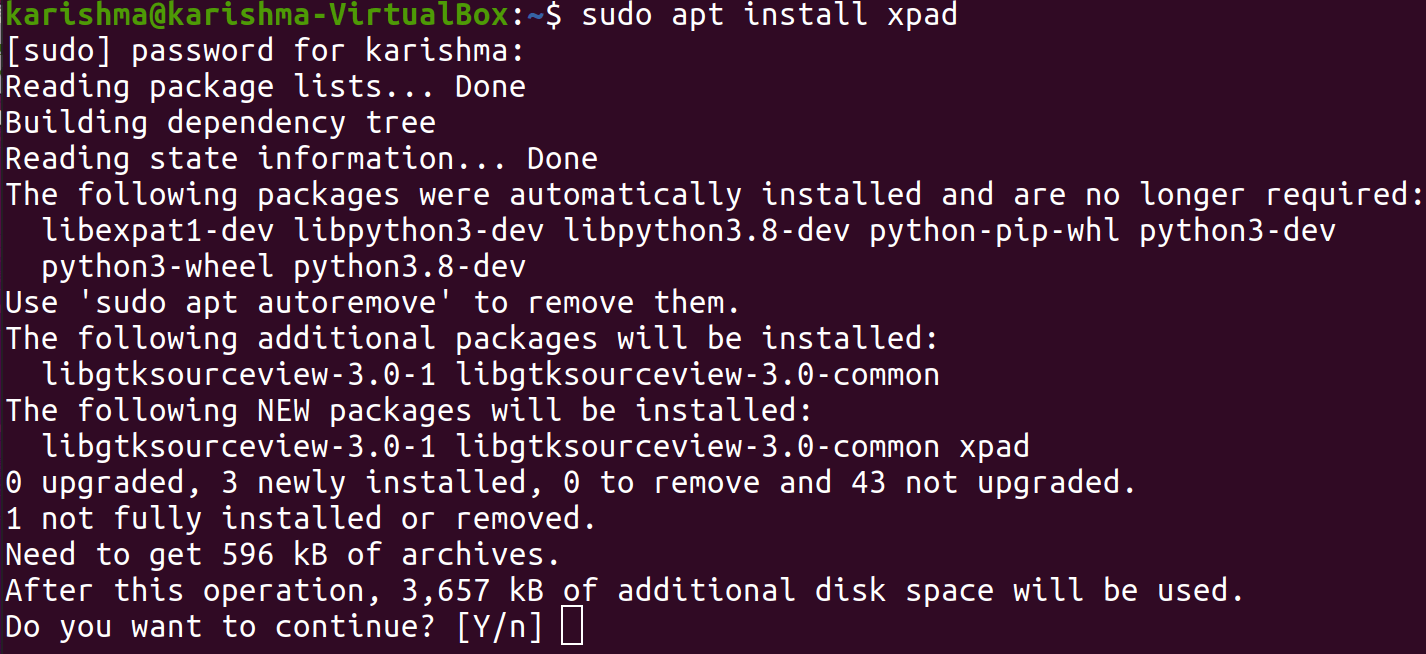 karishma@karishma-VirtualBox:~$ sudo apt install xpad
[sudo] password for karishma:
Reading package lists... Done
Building dependency tree
Reading state information... Done
The following packages were automatically installed and are no longer required:
  libexpat1-dev libpython3-dev libpython3.8-dev python-pip-whl python3-dev
  python3-wheel python3.8-dev
Use 'sudo apt autoremove' to remove them.
The following additional packages will be installed:
  libgtksourceview-3.0-1 libgtksourceview-3.0-common
The following NEW packages will be installed:
  libgtksourceview-3.0-1 libgtksourceview-3.0-common xpad
0 upgraded, 3 newly installed, 0 to remove and 43 not upgraded.
1 not fully installed or removed.
Need to get 596 kB of archives.
After this operation, 3,657 kB of additional disk space will be used.
Do you want to continue? [Y/n]